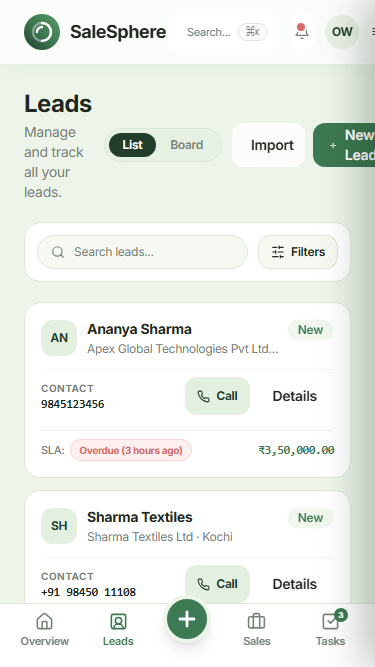 SaleSphere Search... ⌘K OW
Leads
Manage
and track
all your
leads.
List Board Import + New
Lead
Search leads... Filters
AN Ananya Sharma New
Apex Global Technologies Pvt Ltd...
CONTACT
9845123456
Call Details
SLA: Overdue (3 hours ago) ₹3,50,000.00
SH Sharma Textiles New
Sharma Textiles Ltd · Kochi
CONTACT
+91 98450 11108
Call Details
3
Overview Leads + Sales Tasks